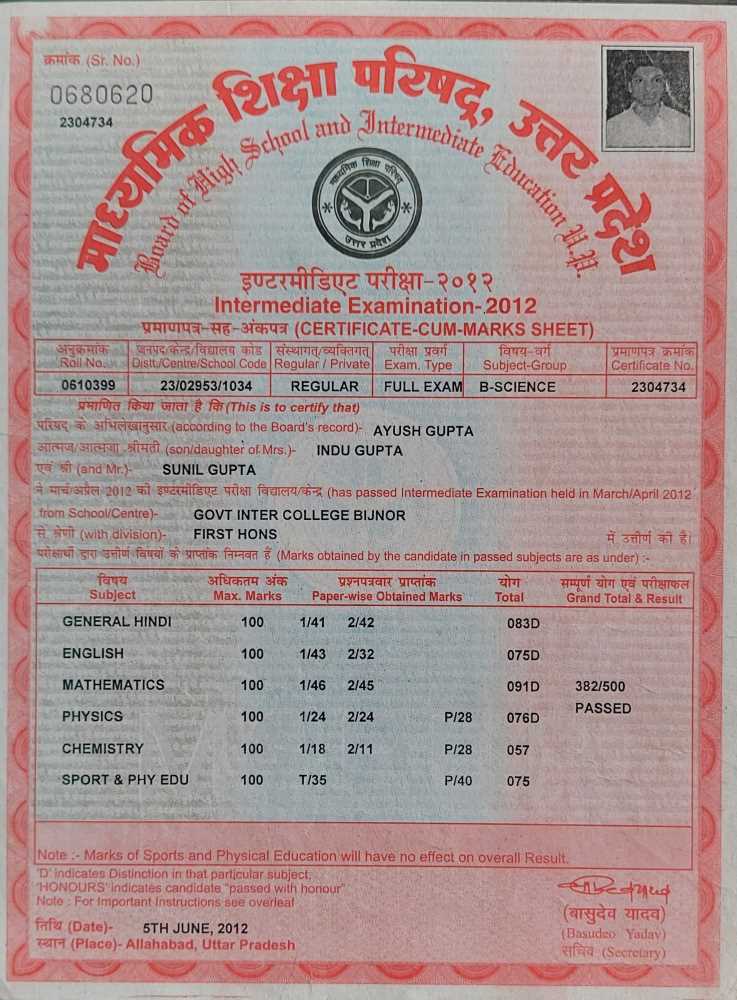 क्रमांक (Sr. No.)
0680620
2304734
माध्यमिक शिक्षा परिषद्, उत्तर प्रदेश
Board of High School and Intermediate Education U.P.
माध्यमिक शिक्षा परिषद्
उत्तर प्रदेश
इण्टरमीडिएट परीक्षा-२०१२
Intermediate Examination-2012
प्रमाणपत्र-सह-अंकपत्र (CERTIFICATE-CUM-MARKS SHEET)
अनुक्रमांक जनपद/केन्द्र/विद्यालय कोड संस्थागत/व्यक्तिगत परीक्षा प्रवर्ग विषय-वर्ग प्रमाणपत्र क्रमांक
Roll No. Distt./Centre/School Code Regular / Private Exam. Type Subject-Group Certificate No.
0610399 23/02953/1034 REGULAR FULL EXAM B-SCIENCE 2304734
प्रमाणित किया जाता है कि (This is to certify that)
परिषद के अभिलेखानुसार (according to the Board's record)- AYUSH GUPTA
आत्मज/आत्मजा श्रीमती (son/daughter of Mrs.)- INDU GUPTA
एवं श्री (and Mr.)- SUNIL GUPTA
ने मार्च/अप्रैल 2012 की इण्टरमीडिएट परीक्षा विद्यालय/केन्द्र (has passed Intermediate Examination held in March/April 2012
from School/Centre)- GOVT INTER COLLEGE BIJNOR
से श्रेणी (with division)- FIRST HONS में उत्तीर्ण की है।
परीक्षार्थी द्वारा उत्तीर्ण विषयों के प्राप्तांक निम्नवत हैं (Marks obtained by the candidate in passed subjects are as under) :-
विषय अधिकतम अंक प्रश्नपत्रवार प्राप्तांक योग सम्पूर्ण योग एवं परीक्षाफल
Subject Max. Marks Paper-wise Obtained Marks Total Grand Total & Result
GENERAL HINDI 100 1/41 2/42 083D
ENGLISH 100 1/43 2/32 075D
MATHEMATICS 100 1/46 2/45 091D 382/500
PASSED
PHYSICS 100 1/24 2/24 P/28 076D
CHEMISTRY 100 1/18 2/11 P/28 057
SPORT & PHY EDU 100 T/35 P/40 075
Note :- Marks of Sports and Physical Education will have no effect on overall Result.
'D' indicates Distinction in that particular subject.
'HONOURS' indicates candidate "passed with honour"
Note : For Important Instructions see overleaf
तिथि (Date)- 5TH JUNE, 2012
स्थान (Place)- Allahabad, Uttar Pradesh
(बासुदेव यादव)
(Basudeo Yadav)
सचिव (Secretary)